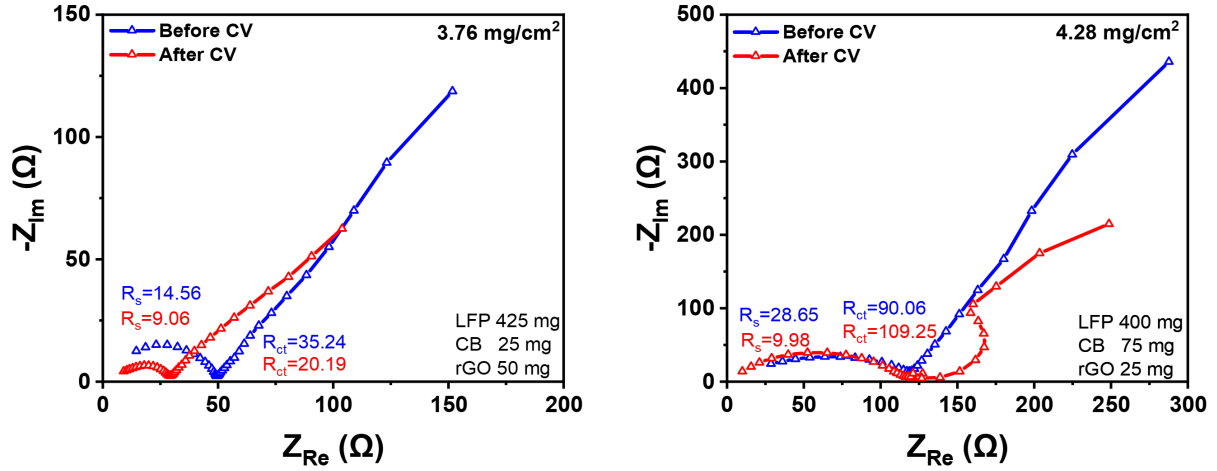 150
100
50
0
0
50
100
150
200
-Z_Im (Ω)
Z_Re (Ω)
Before CV
After CV
3.76 mg/cm²
R_s=14.56
R_s=9.06
R_ct=35.24
R_ct=20.19
LFP 425 mg
CB 25 mg
rGO 50 mg
500
400
300
200
100
0
0
50
100
150
200
250
300
-Z_Im (Ω)
Z_Re (Ω)
Before CV
After CV
4.28 mg/cm²
R_s=28.65
R_s=9.98
R_ct=90.06
R_ct=109.25
LFP 400 mg
CB 75 mg
rGO 25 mg